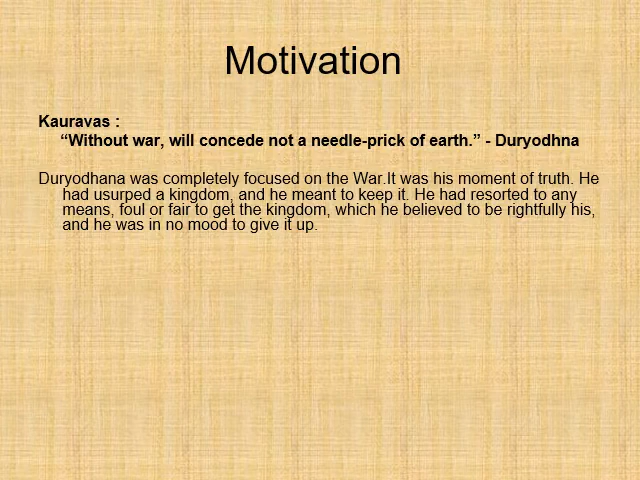 Motivation
Kauravas :
“Without war, will concede not a needle-prick of earth.” - Duryodhna
Duryodhana was completely focused on the War.It was his moment of truth. He
had usurped a kingdom, and he meant to keep it. He had resorted to any
means, foul or fair to get the kingdom, which he believed to be rightfully his,
and he was in no mood to give it up.